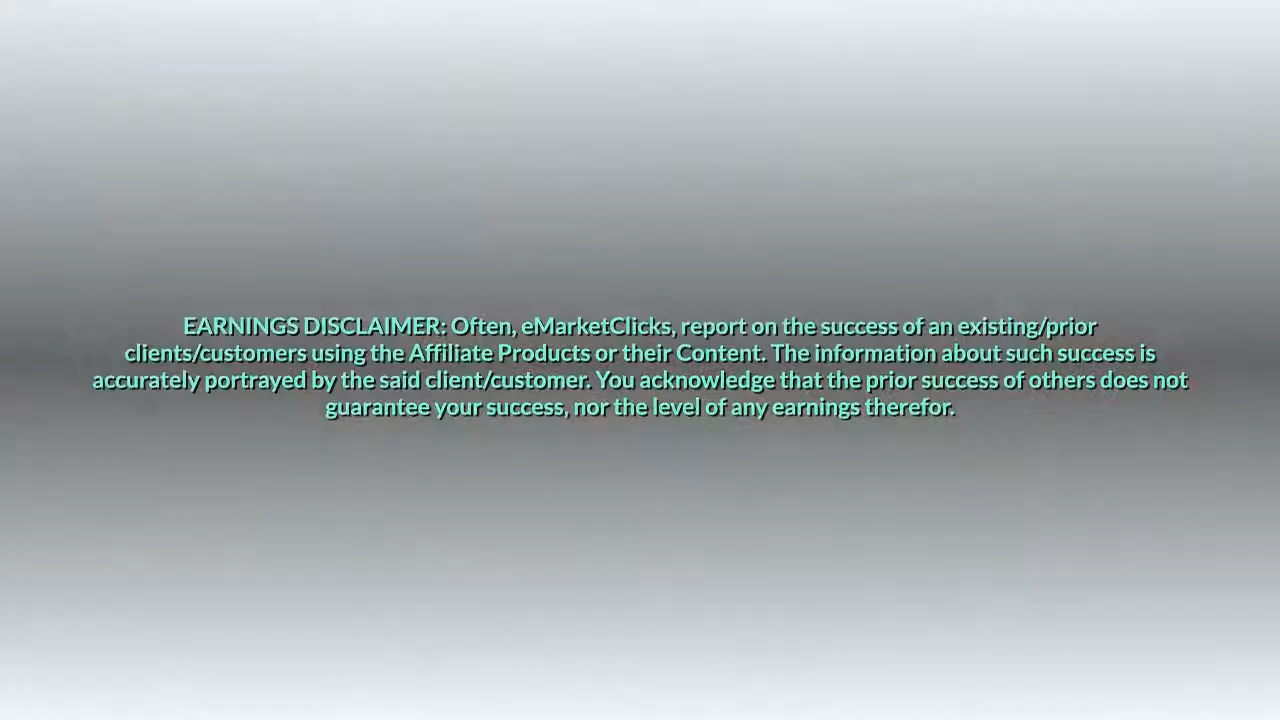 EARNINGS DISCLAIMER: Often, eMarketClicks, report on the success of an existing/prior
clients/customers using the Affiliate Products or their Content. The information about such success is
accurately portrayed by the said client/customer. You acknowledge that the prior success of others does not
guarantee your success, nor the level of any earnings therefor.